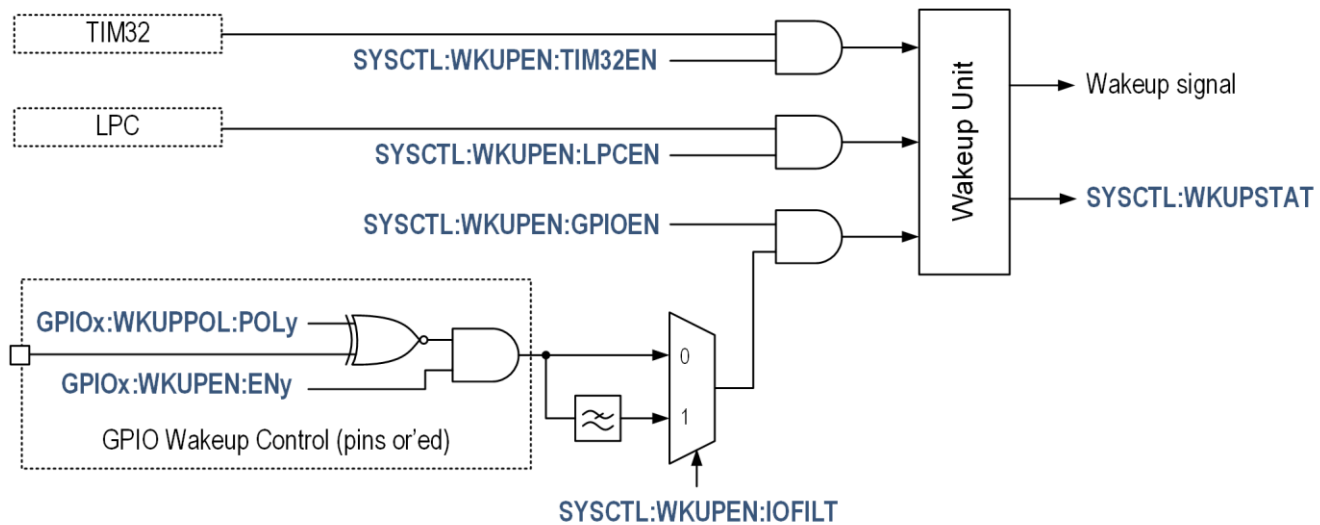 TIM32
SYSCTL:WKUPEN:TIM32EN
Wakeup Unit
Wakeup signal
LPC
SYSCTL:WKUPEN:LPCEN
SYSCTL:WKUPSTAT
SYSCTL:WKUPEN:GPIOEN
GPIOx:WKUPPOL:POLy
0
GPIOx:WKUPEN:ENy
1
GPIO Wakeup Control (pins or'ed)
SYSCTL:WKUPEN:IOFILT